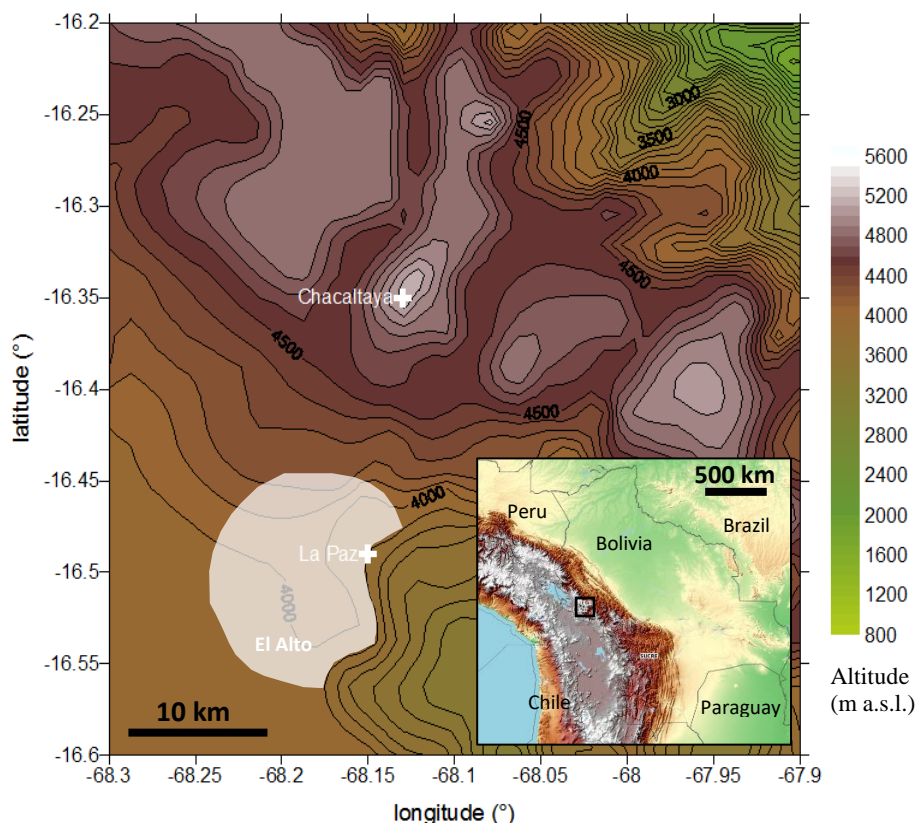 -16.2
-16.25
-16.3
-16.35
-16.4
-16.45
-16.5
-16.55
-16.6
latitude (°)
3000
3500
4000
4500
4500
Chacaltaya
4500
4500
4000
La Paz
4000
El Alto
10 km
500 km
Peru
Brazil
Bolivia
SUCRE
Chile
Paraguay
-68.3
-68.25
-68.2
-68.15
-68.1
-68.05
-68
-67.95
-67.9
longitude (°)
5600
5200
4800
4400
4000
3600
3200
2800
2400
2000
1600
1200
800
Altitude
(m a.s.l.)